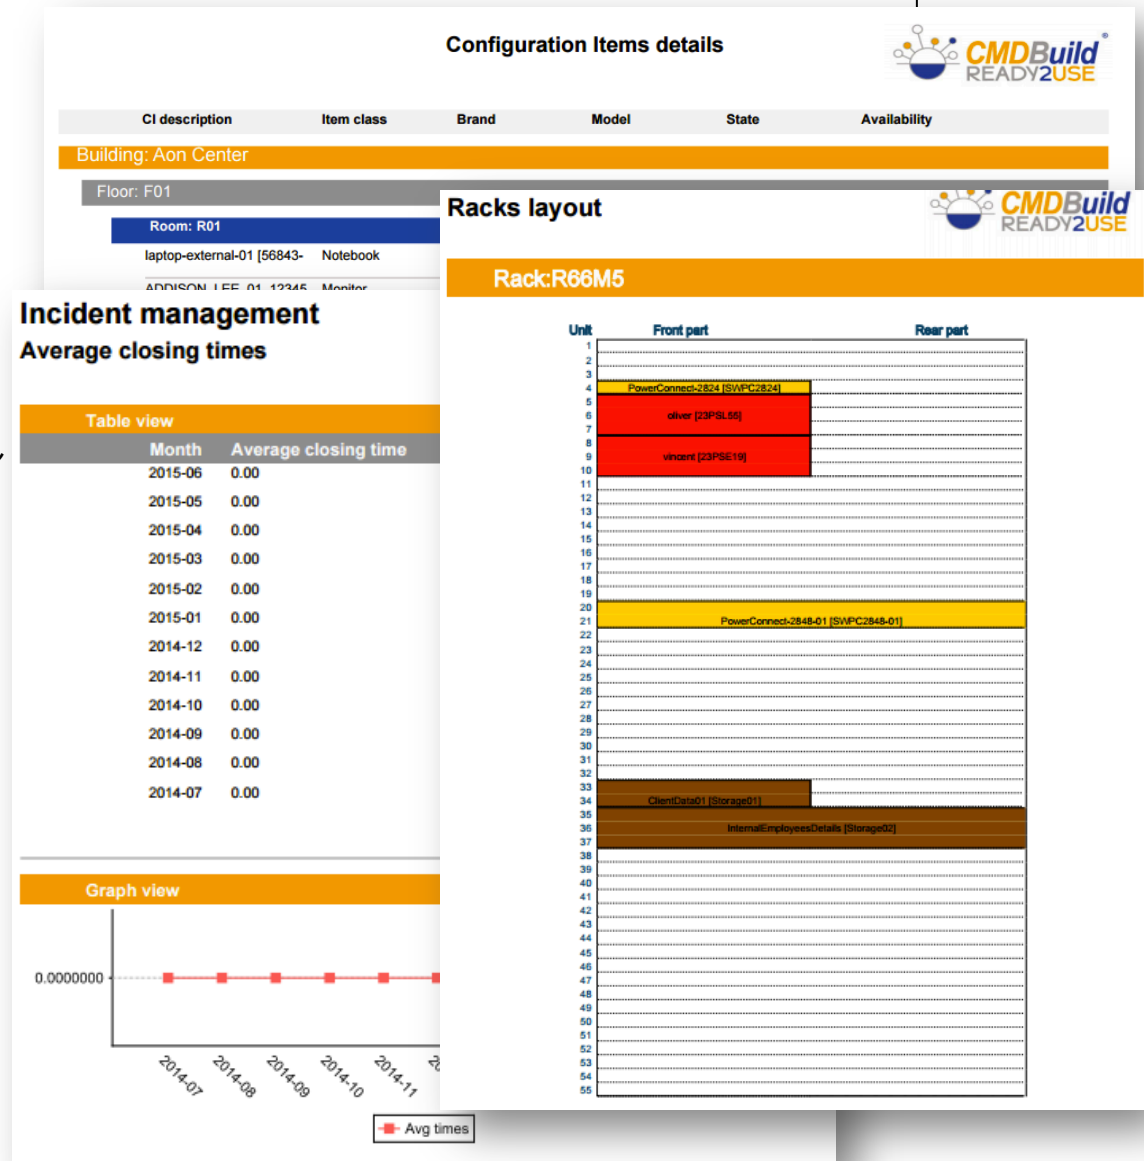 Configuration Items details
CMDBuild
READY2USE
CI description Item class Brand Model State Availability
Building: Aon Center
Floor: F01
Room: R01
laptop-external-01 [56843- Notebook
ADDISON_LEE_01_12345 Monitor
Incident management
Average closing times
Table view
Month Average closing time
2015-06 0.00
2015-05 0.00
2015-04 0.00
2015-03 0.00
2015-02 0.00
2015-01 0.00
2014-12 0.00
2014-11 0.00
2014-10 0.00
2014-09 0.00
2014-08 0.00
2014-07 0.00
Graph view
0.0000000
2014-07 2014-08 2014-09 2014-10 2014-11
Avg times
Racks layout
CMDBuild
READY2USE
Rack:R66M5
Unit Front part Rear part
1
2
3
4 PowerConnect-2824 [SWPC2824]
5
6 oliver [23PSL55]
7
8
9 vincent [23PSE19]
10
11
12
13
14
15
16
17
18
19
20
21 PowerConnect-2848-01 [SWPC2848-01]
22
23
24
25
26
27
28
29
30
31
32
33
34 ClientData01 [Storage01]
35
36 InternalEmployeesDetails [Storage02]
37
38
39
40
41
42
43
44
45
46
47
48
49
50
51
52
53
54
55